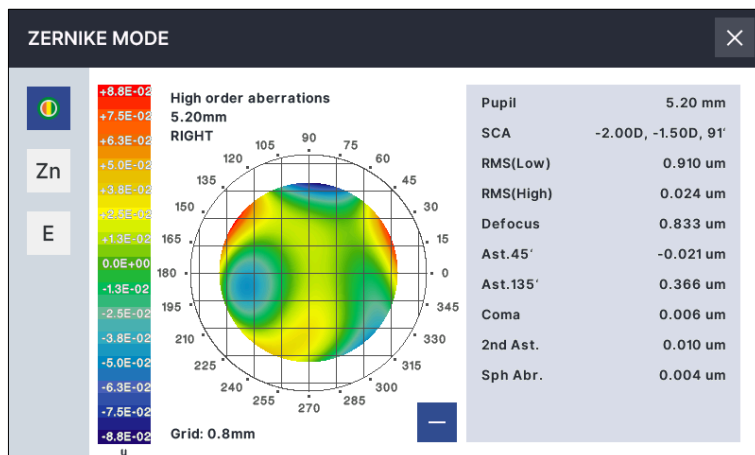 ZERNIKE MODE
Zn
E
+8.8E-02
+7.5E-02
+6.3E-02
+5.0E-02
+3.8E-02
+2.5E-02
+1.3E-02
0.0E+00
-1.3E-02
-2.5E-02
-3.8E-02
-5.0E-02
-6.3E-02
-7.5E-02
-8.8E-02
u
High order aberrations
5.20mm
RIGHT
90
75
60
45
30
15
0
345
330
315
300
285
270
255
240
225
210
195
180
165
150
135
120
105
Grid: 0.8mm
Pupil 5.20 mm
SCA -2.00D, -1.50D, 91'
RMS(Low) 0.910 um
RMS(High) 0.024 um
Defocus 0.833 um
Ast.45' -0.021 um
Ast.135' 0.366 um
Coma 0.006 um
2nd Ast. 0.010 um
Sph Abr. 0.004 um